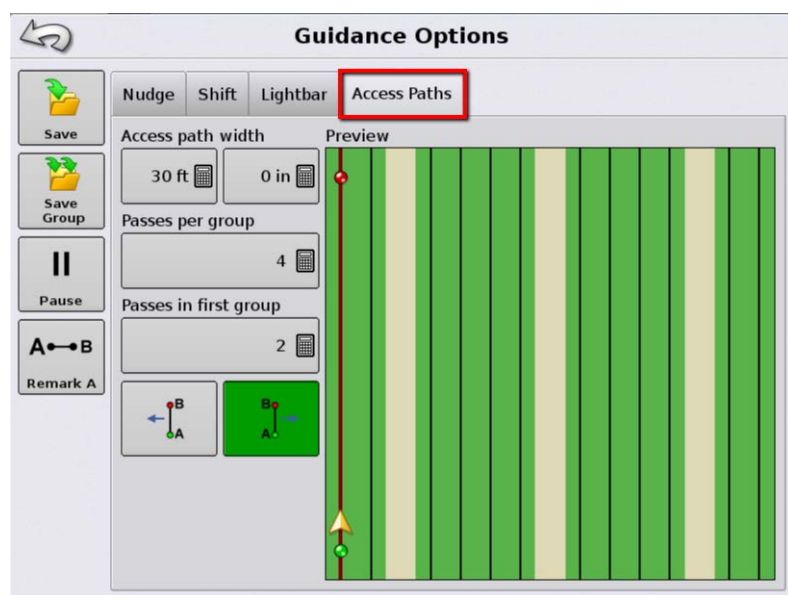 Guidance Options
Save
Save
Group
Pause
A B
Remark A
Nudge Shift Lightbar Access Paths
Access path width
30 ft 0 in
Passes per group
4
Passes in first group
2
B
A
B
A
Preview